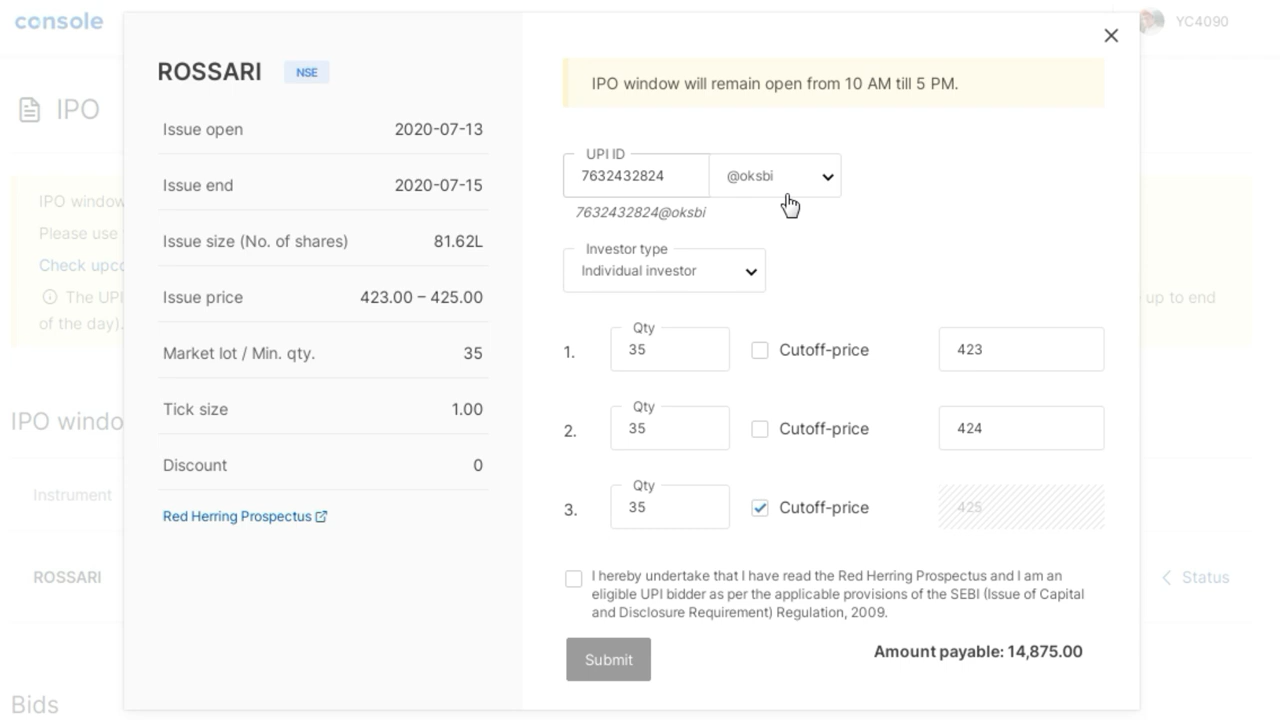 console
YC4090
IPO
IPO window
Please use
Check upco
The UPI
of the day).
up to end
IPO windo
Instrument
ROSSARI
Status
Bids
ROSSARI NSE
Issue open 2020-07-13
Issue end 2020-07-15
Issue size (No. of shares) 81.62L
Issue price 423.00 – 425.00
Market lot / Min. qty. 35
Tick size 1.00
Discount 0
Red Herring Prospectus
IPO window will remain open from 10 AM till 5 PM.
UPI ID
7632432824 @oksbi
7632432824@oksbi
Investor type
Individual investor
Qty
1. 35 Cutoff-price 423
Qty
2. 35 Cutoff-price 424
Qty
3. 35 Cutoff-price 425
I hereby undertake that I have read the Red Herring Prospectus and I am an
eligible UPI bidder as per the applicable provisions of the SEBI (Issue of Capital
and Disclosure Requirement) Regulation, 2009.
Submit
Amount payable: 14,875.00